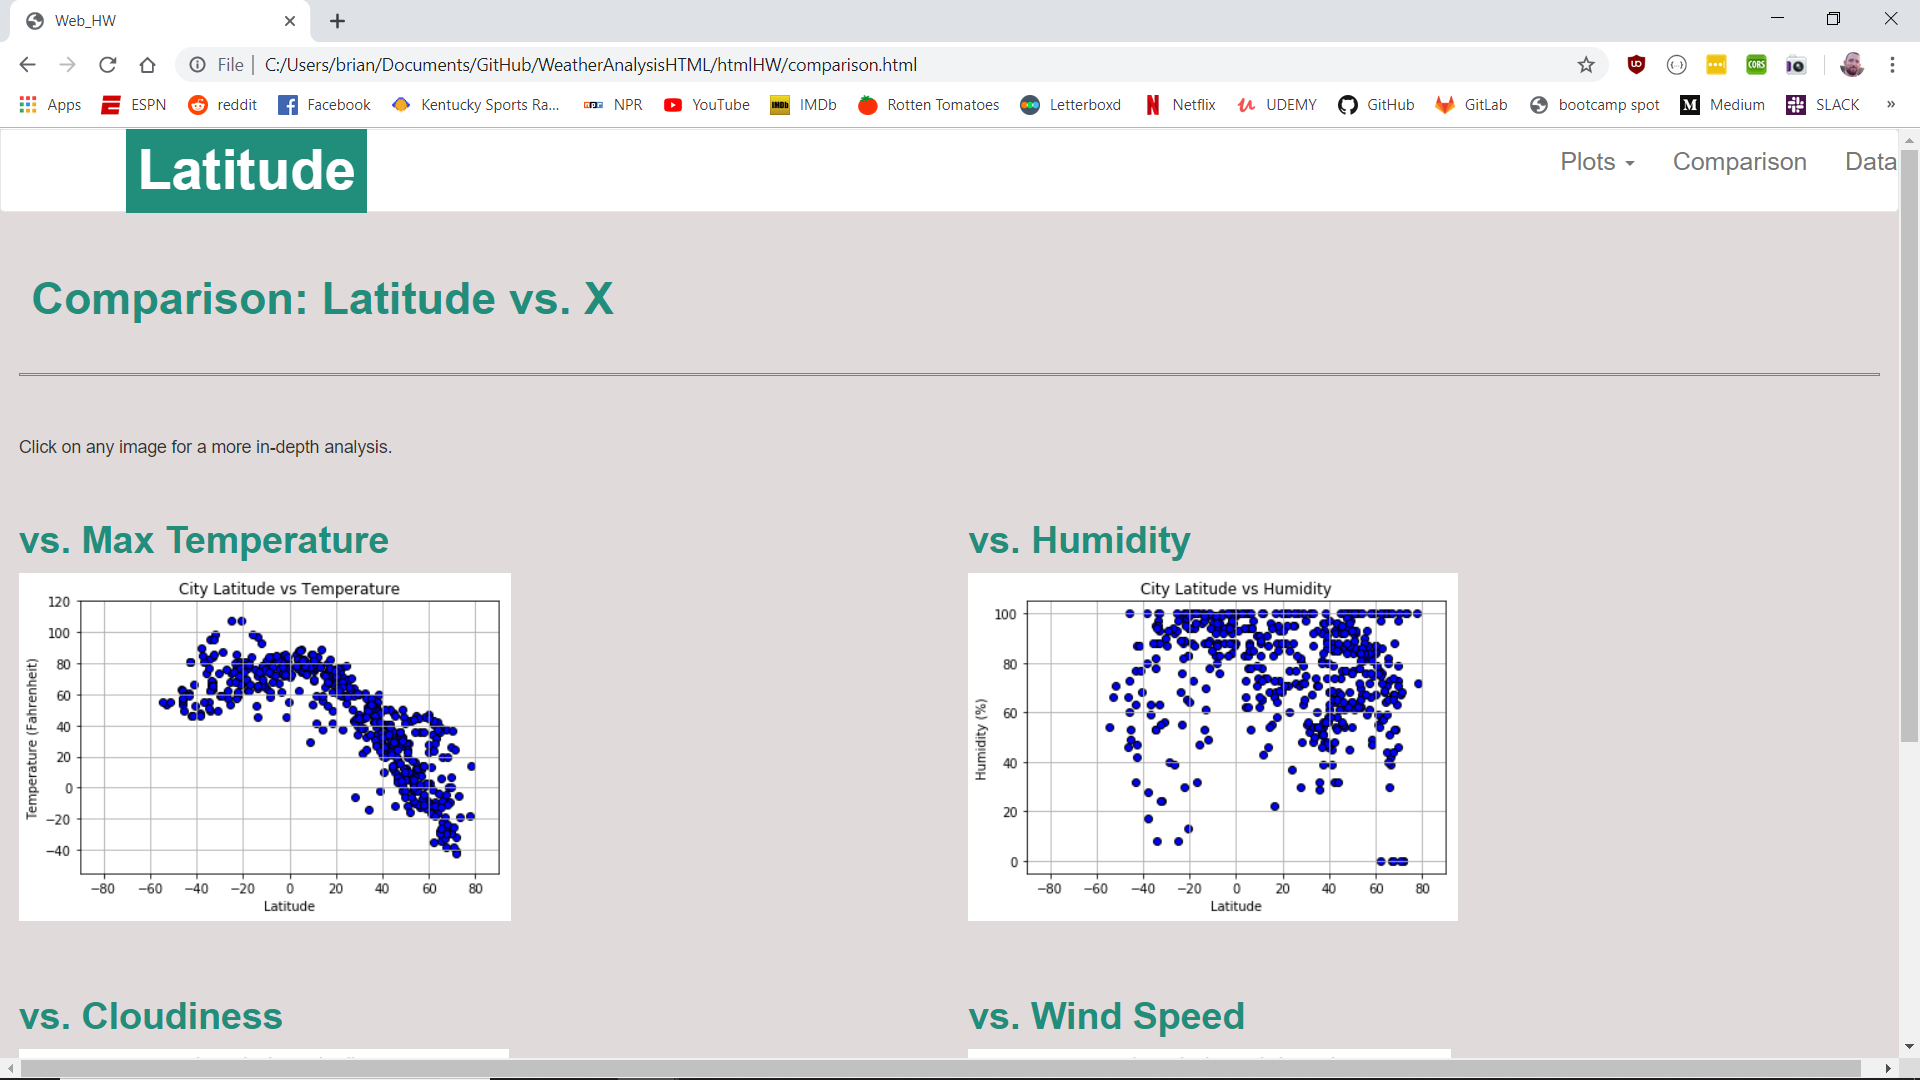 Web_HW
File | C:/Users/brian/Documents/GitHub/WeatherAnalysisHTML/htmlHW/comparison.html
Apps ESPN reddit Facebook Kentucky Sports Ra... npr NPR YouTube IMDb IMDb Rotten Tomatoes Letterboxd Netflix UDEMY GitHub GitLab bootcamp spot M Medium SLACK »
Latitude Plots Comparison Data
Comparison: Latitude vs. X
Click on any image for a more in-depth analysis.
vs. Max Temperature
City Latitude vs Temperature
Temperature (Fahrenheit)
120
100
80
60
40
20
0
−20
−40
−80 −60 −40 −20 0 20 40 60 80
Latitude
vs. Humidity
City Latitude vs Humidity
Humidity (%)
100
80
60
40
20
0
−80 −60 −40 −20 0 20 40 60 80
Latitude
vs. Cloudiness
vs. Wind Speed